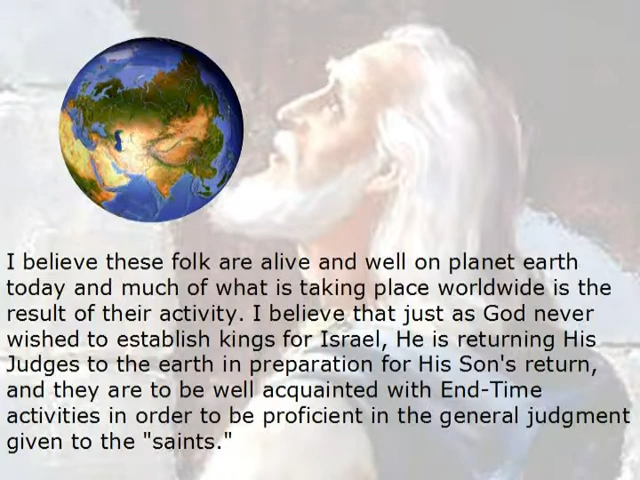 I believe these folk are alive and well on planet earth
today and much of what is taking place worldwide is the
result of their activity. I believe that just as God never
wished to establish kings for Israel, He is returning His
Judges to the earth in preparation for His Son's return,
and they are to be well acquainted with End-Time
activities in order to be proficient in the general judgment
given to the "saints."